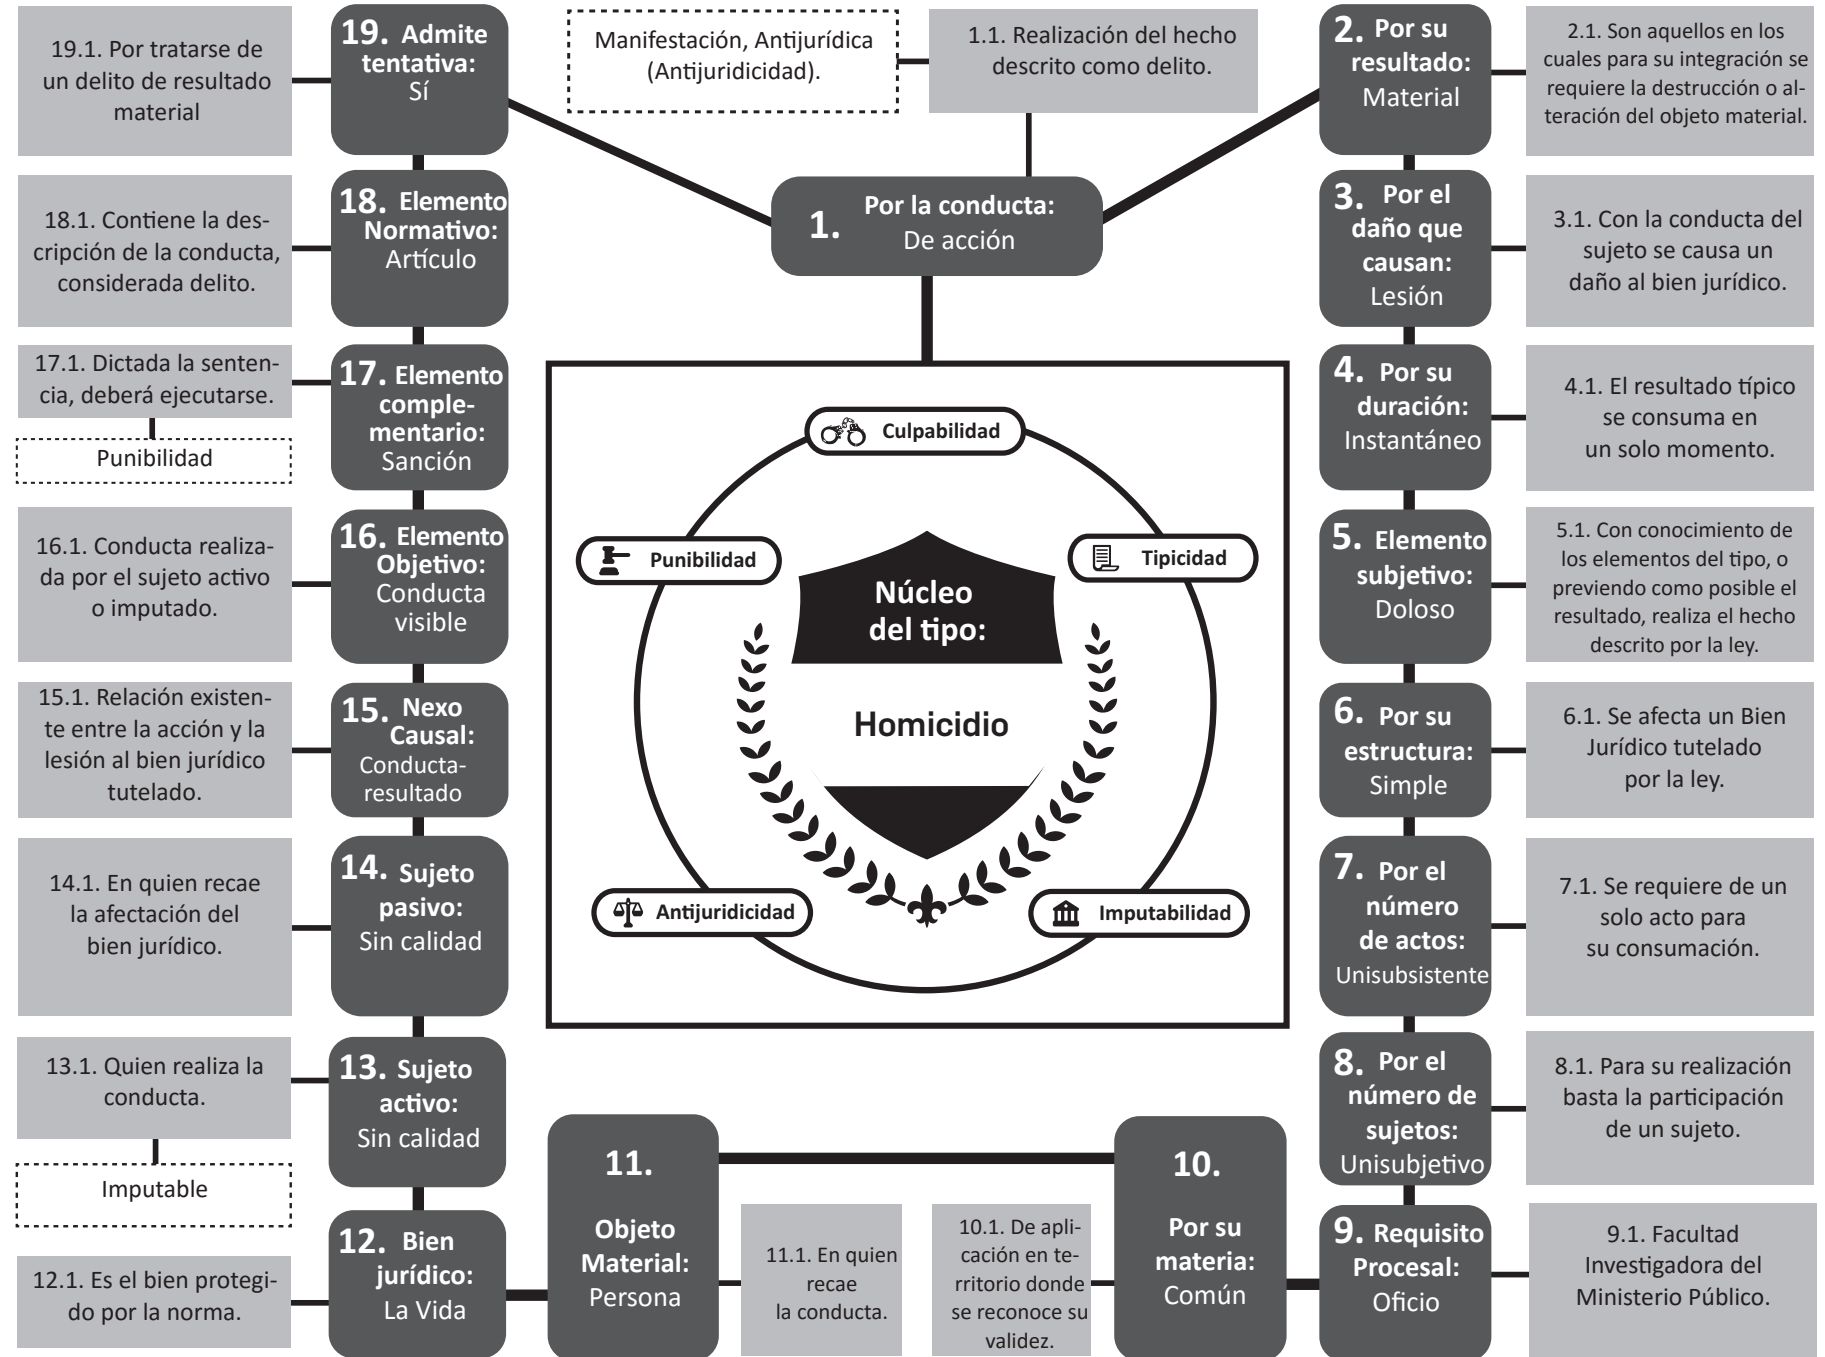 Manifestación, Antijurídica
(Antijuridicidad).
1.1. Realización del hecho
descrito como delito.
1.
Por la conducta:
De acción
2. Por su
resultado:
Material
2.1. Son aquellos en los
cuales para su integración se
requiere la destrucción o al-
teración del objeto material.
3. Por el
daño que
causan:
Lesión
3.1. Con la conducta del
sujeto se causa un
daño al bien jurídico.
4. Por su
duración:
Instantáneo
4.1. El resultado típico
se consuma en
un solo momento.
5. Elemento
subjetivo:
Doloso
5.1. Con conocimiento de
los elementos del tipo, o
previendo como posible el
resultado, realiza el hecho
descrito por la ley.
6. Por su
estructura:
Simple
6.1. Se afecta un Bien
Jurídico tutelado
por la ley.
7. Por el
número
de actos:
Unisubsistente
7.1. Se requiere de un
solo acto para
su consumación.
8. Por el
número de
sujetos:
Unisubjetivo
8.1. Para su realización
basta la participación
de un sujeto.
9. Requisito
Procesal:
Oficio
9.1. Facultad
Investigadora del
Ministerio Público.
10.
Por su
materia:
Común
10.1. De apli-
cación en te-
rritorio donde
se reconoce su
validez.
11.
Objeto
Material:
Persona
11.1. En quien
recae
la conducta.
12. Bien
jurídico:
La Vida
12.1. Es el bien protegi-
do por la norma.
13. Sujeto
activo:
Sin calidad
13.1. Quien realiza la
conducta.
Imputable
14. Sujeto
pasivo:
Sin calidad
14.1. En quien recae
la afectación del
bien jurídico.
15. Nexo
Causal:
Conducta-
resultado
15.1. Relación existen-
te entre la acción y la
lesión al bien jurídico
tutelado.
16. Elemento
Objetivo:
Conducta
visible
16.1. Conducta realiza-
da por el sujeto activo
o imputado.
17. Elemento
comple-
mentario:
Sanción
17.1. Dictada la senten-
cia, deberá ejecutarse.
Punibilidad
18. Elemento
Normativo:
Artículo
18.1. Contiene la des-
cripción de la conducta,
considerada delito.
19. Admite
tentativa:
Sí
19.1. Por tratarse de
un delito de resultado
material
Culpabilidad
Punibilidad
Tipicidad
Núcleo
del tipo:
Homicidio
Antijuridicidad
Imputabilidad